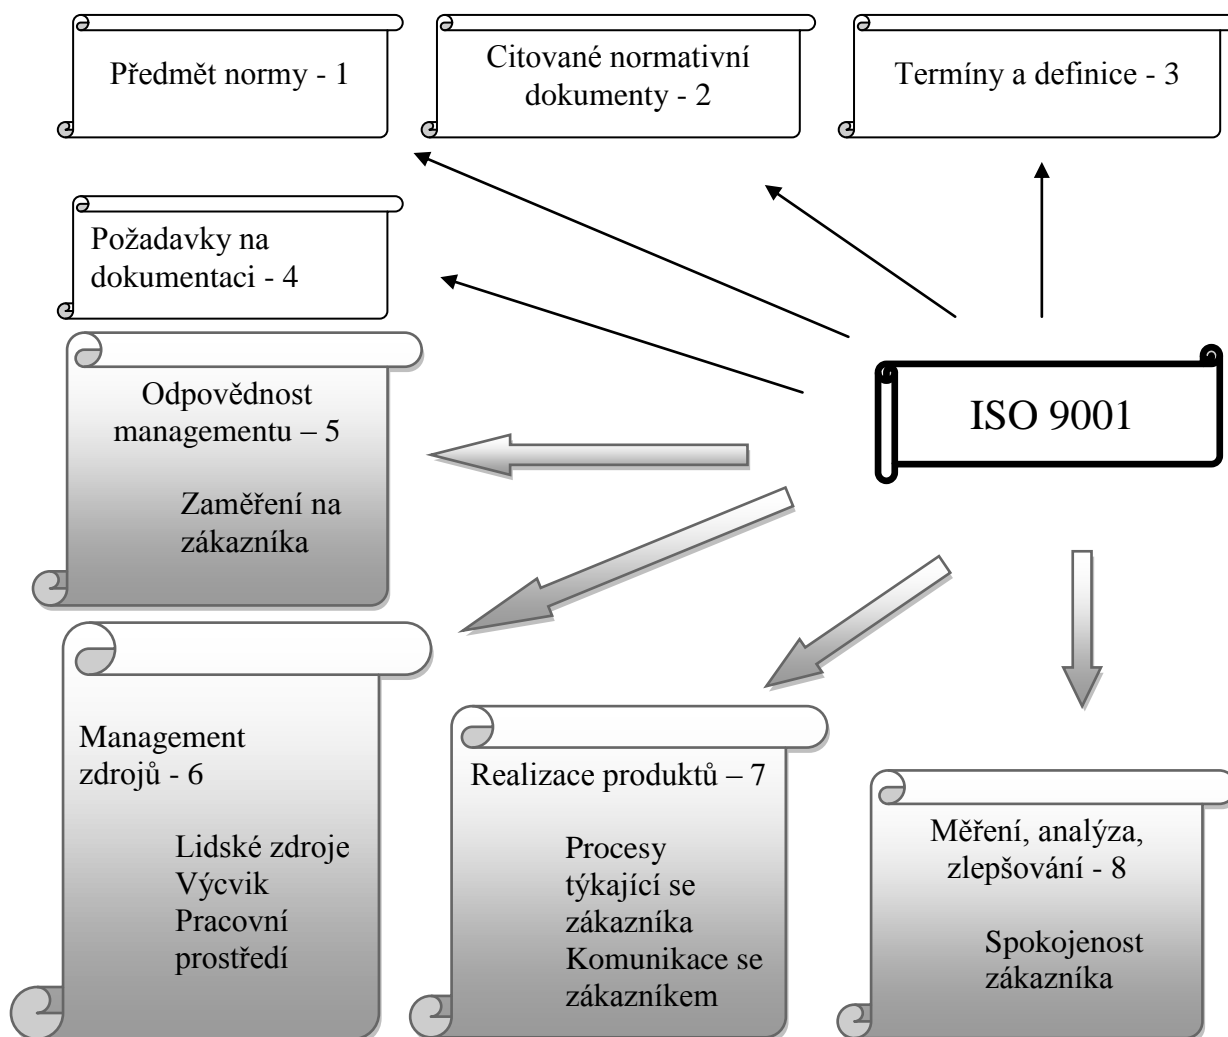 Předmět normy - 1
Citované normativní
dokumenty - 2
Termíny a definice - 3
Požadavky na
dokumentaci - 4
ISO 9001
Odpovědnost
managementu – 5
Zaměření na
zákazníka
Management
zdrojů - 6
Lidské zdroje
Výcvik
Pracovní
prostředí
Realizace produktů – 7
Procesy
týkající se
zákazníka
Komunikace se
zákazníkem
Měření, analýza,
zlepšování - 8
Spokojenost
zákazníka